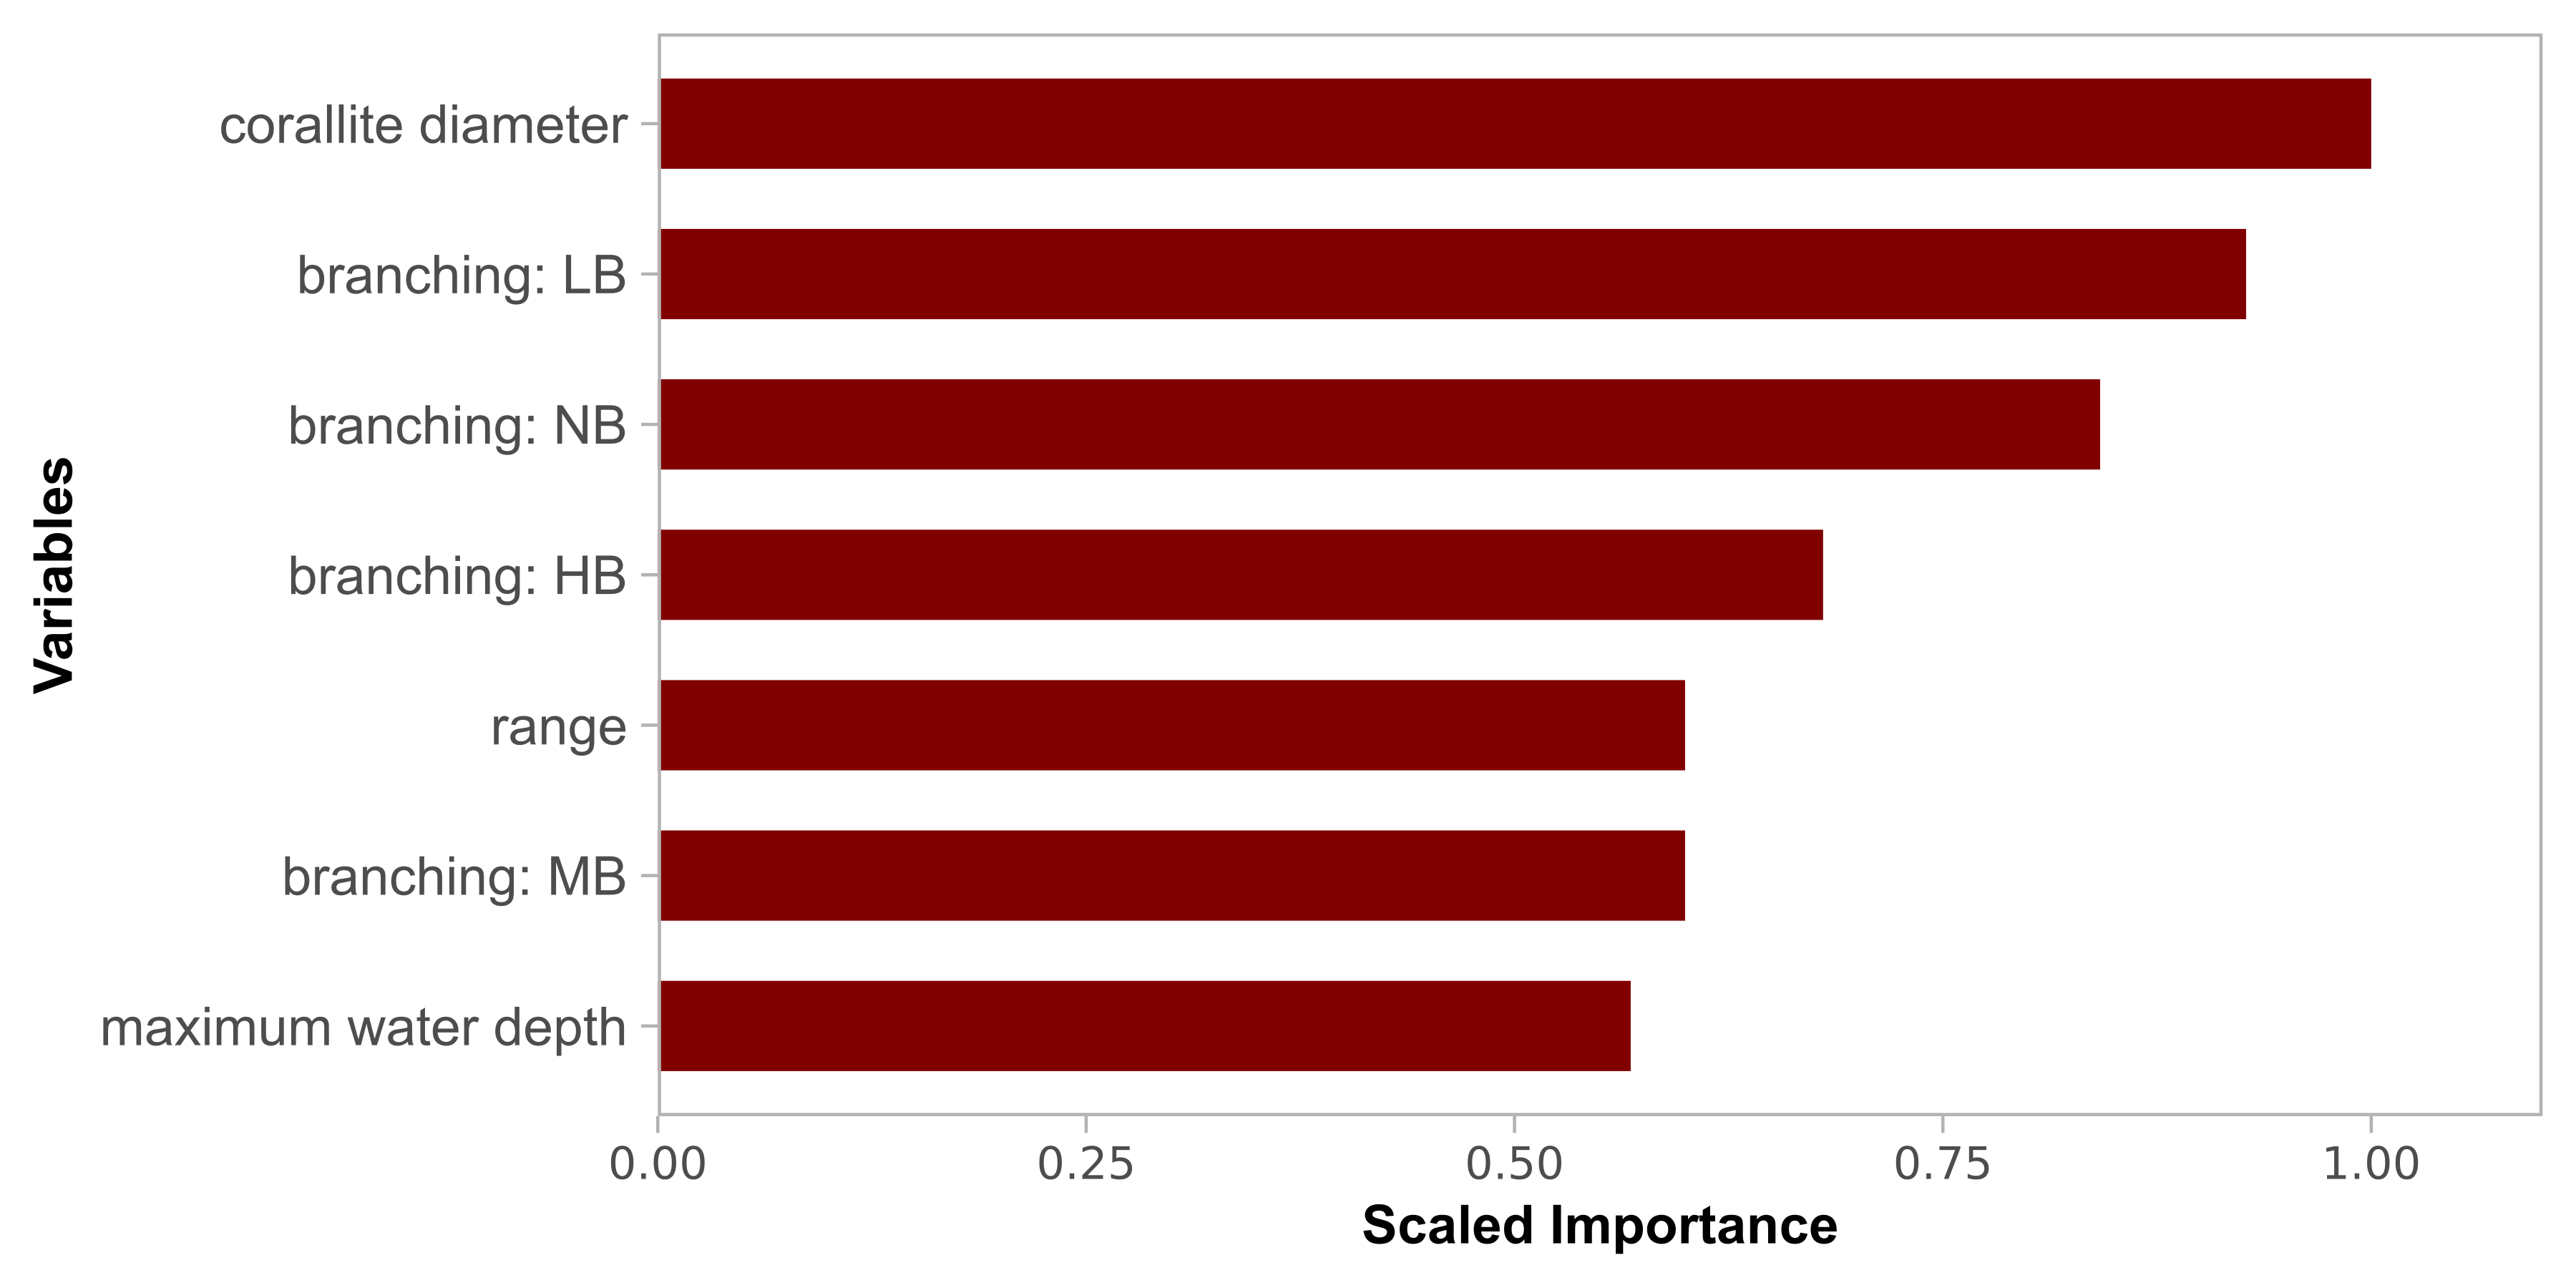 corallite diameter
branching: LB
branching: NB
branching: HB
range
branching: MB
maximum water depth
Variables
0.00 0.25 0.50 0.75 1.00
Scaled Importance